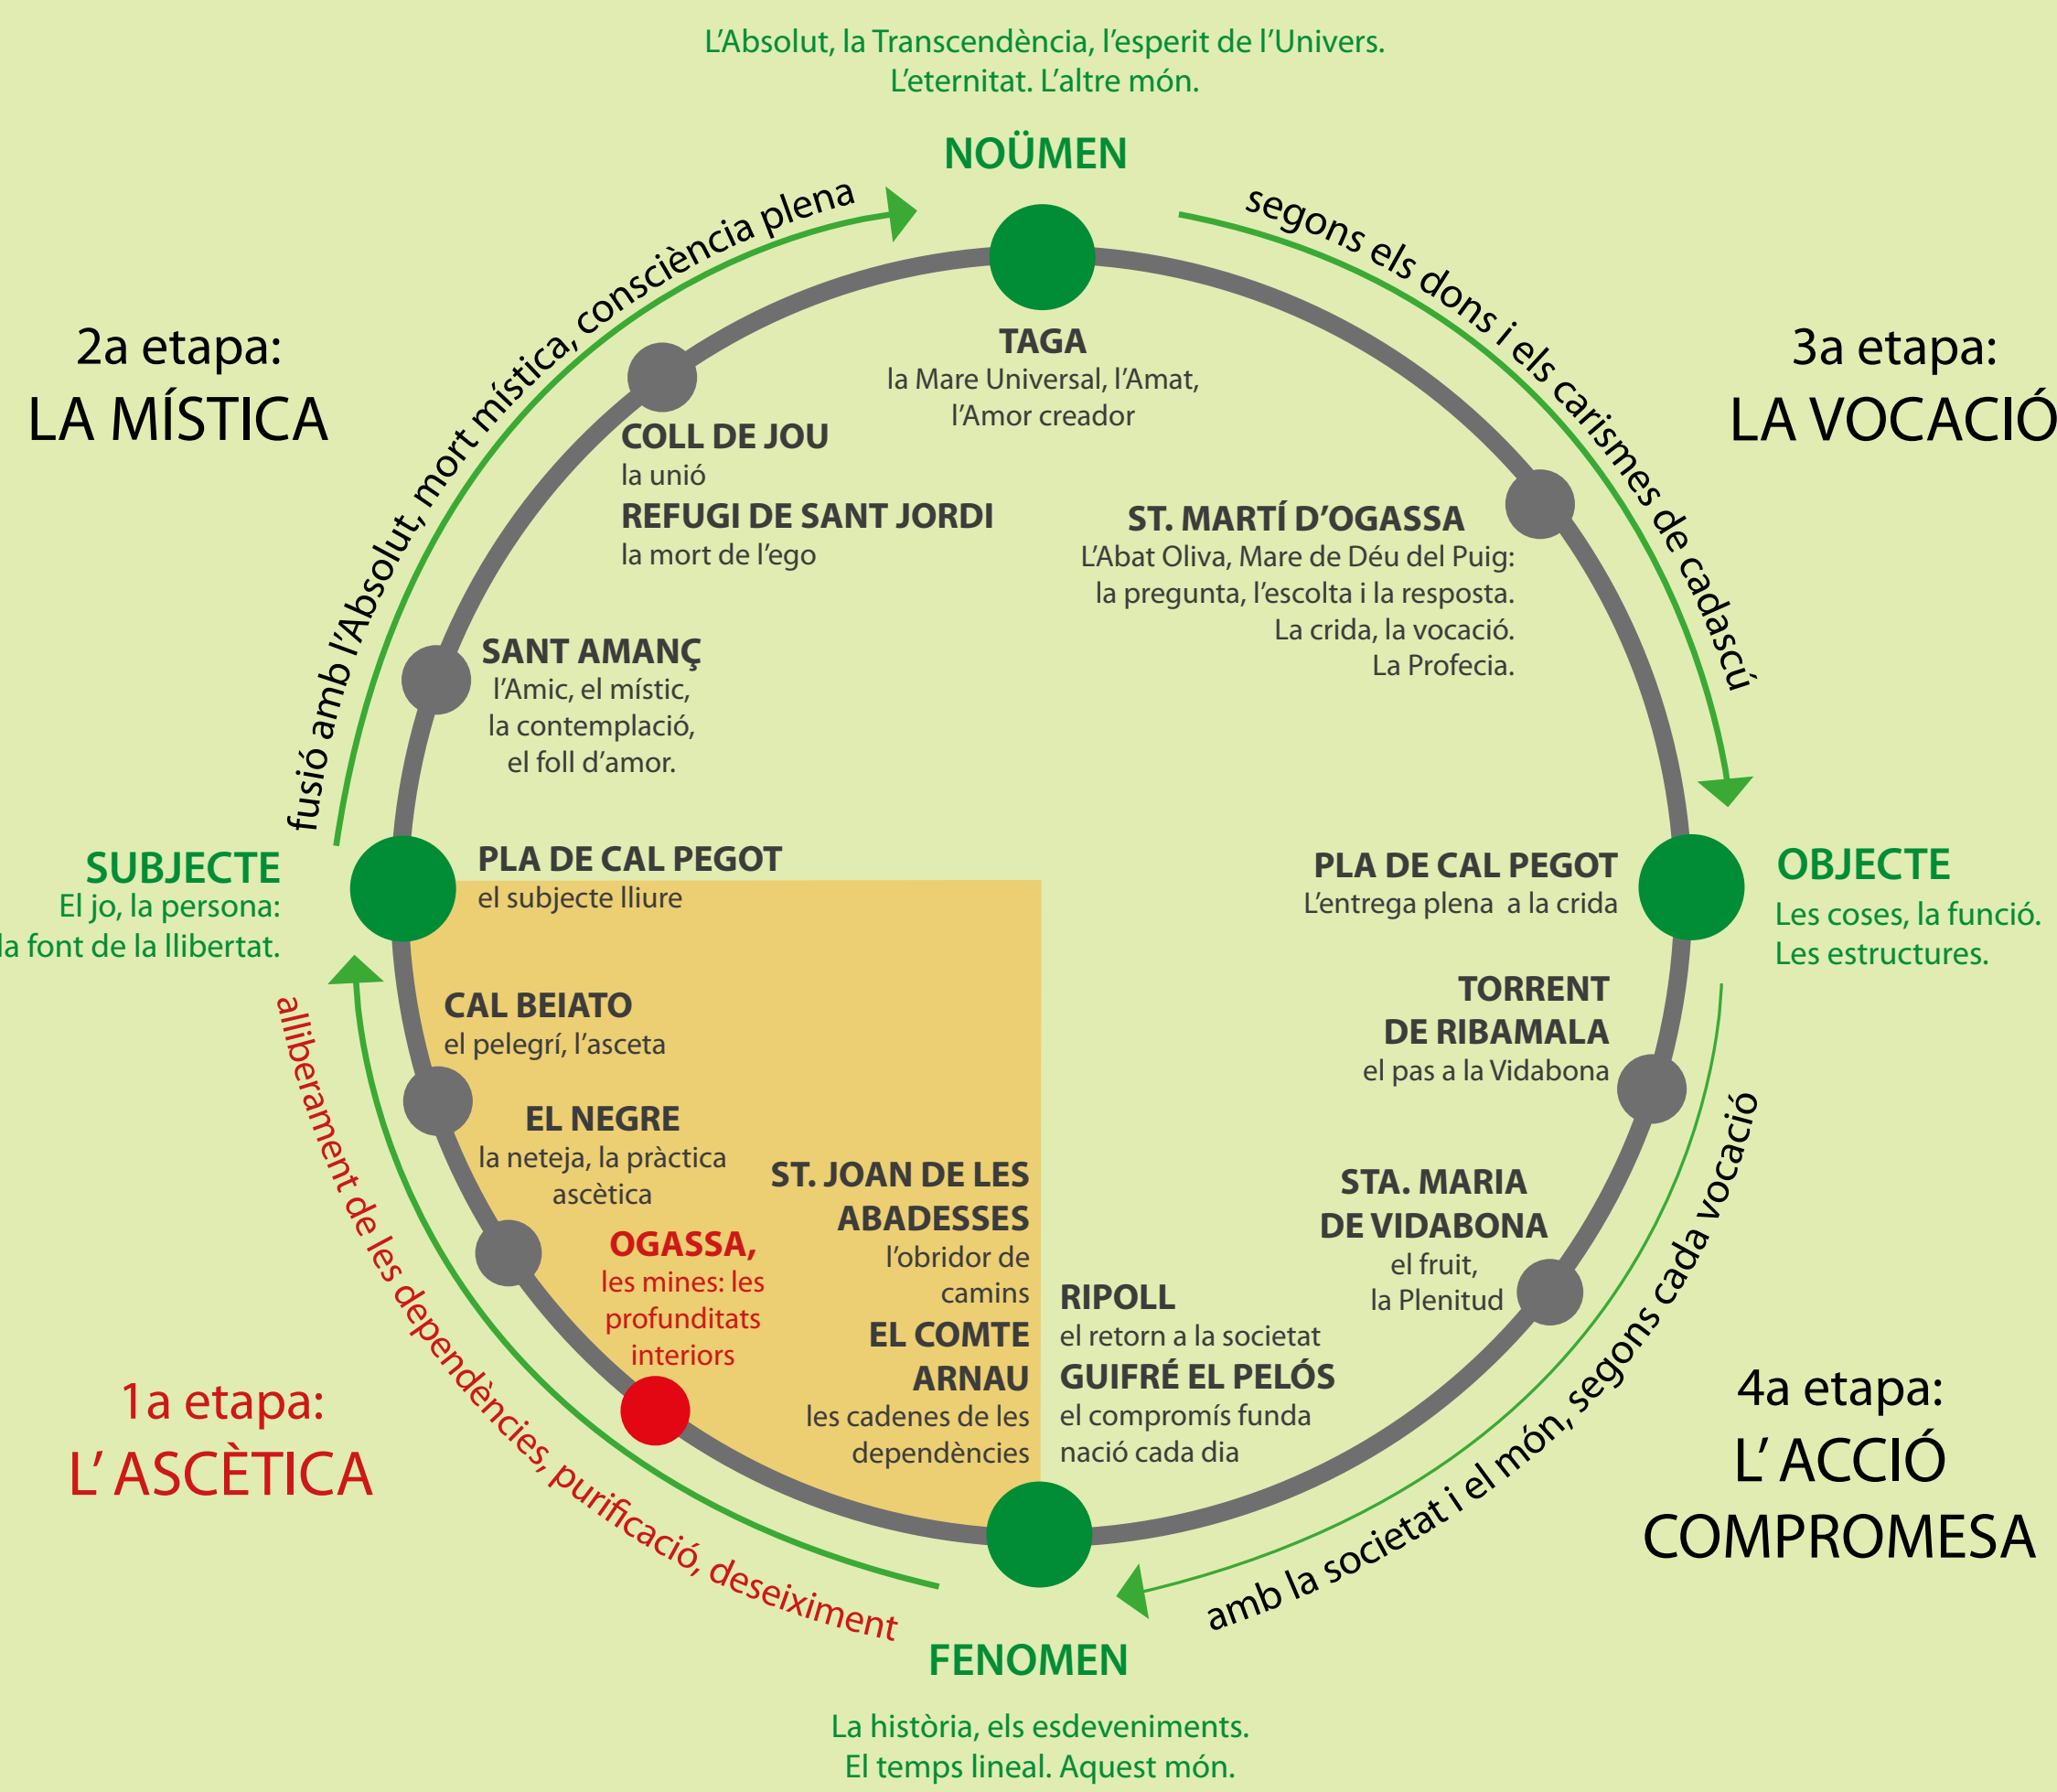 L’Absolut, la Transcendència, l’esperit de l’Univers.
L’eternitat. L’altre món.
NOÜMEN
fusió amb l’Absolut, mort mística, consciència plena
segons els dons i els carismes de cadascú
2a etapa:
LA MÍSTICA
3a etapa:
LA VOCACIÓ
TAGA
la Mare Universal, l’Amat,
l’Amor creador
COLL DE JOU
la unió
REFUGI DE SANT JORDI
la mort de l’ego
ST. MARTÍ D’OGASSA
L’Abat Oliva, Mare de Déu del Puig:
la pregunta, l’escolta i la resposta.
La crida, la vocació.
La Profecia.
SANT AMANÇ
l’Amic, el místic,
la contemplació,
el foll d’amor.
SUBJECTE
El jo, la persona:
la font de la llibertat.
PLA DE CAL PEGOT
el subjecte lliure
PLA DE CAL PEGOT
L’entrega plena a la crida
OBJECTE
Les coses, la funció.
Les estructures.
CAL BEIATO
el pelegrí, l’asceta
TORRENT
DE RIBAMALA
el pas a la Vidabona
EL NEGRE
la neteja, la pràctica
ascètica
ST. JOAN DE LES
ABADESSES
l’obridor de
camins
EL COMTE
ARNAU
les cadenes de les
dependències
STA. MARIA
DE VIDABONA
el fruit,
la Plenitud
OGASSA,
les mines: les
profunditats
interiors
RIPOLL
el retorn a la societat
GUIFRÉ EL PELÓS
el compromís funda
nació cada dia
1a etapa:
L’ ASCÈTICA
4a etapa:
L’ ACCIÓ
COMPROMESA
alliberament de les dependències, purificació, deseiximent
amb la societat i el món, segons cada vocació
FENOMEN
La història, els esdeveniments.
El temps lineal. Aquest món.